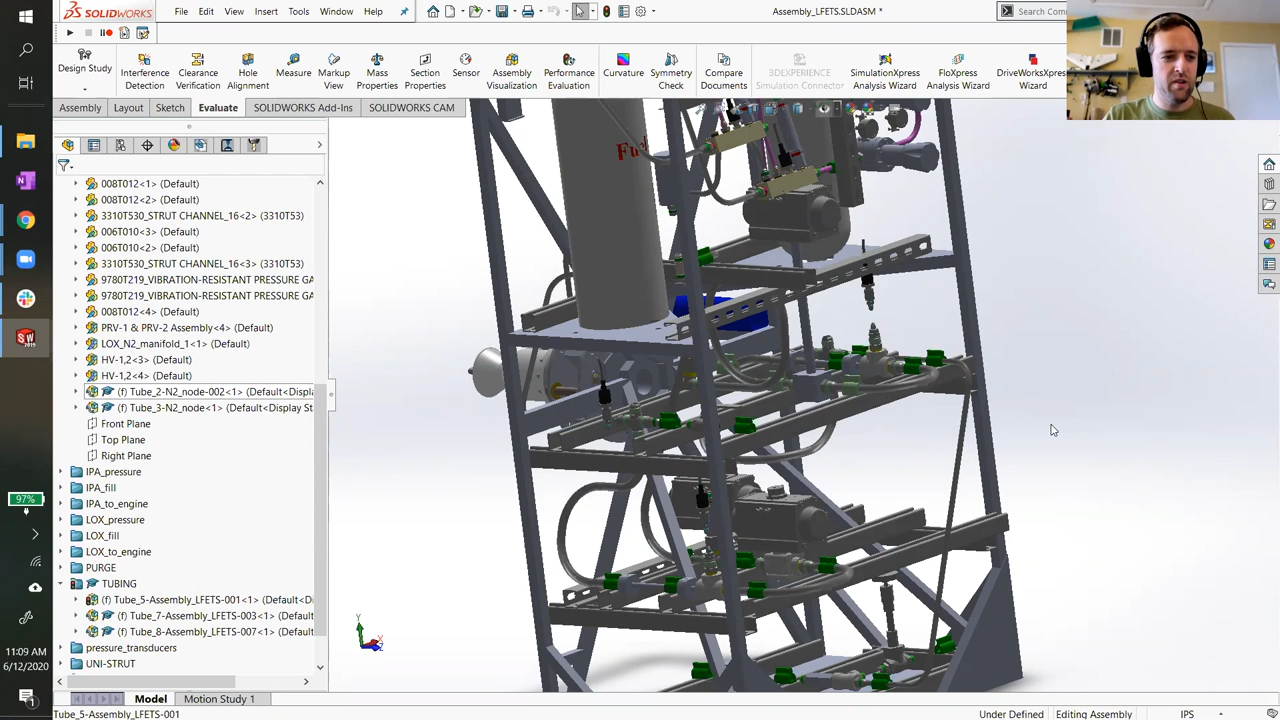 SOLIDWORKS File Edit View Insert Tools Window Help Assembly_LFETS.SLDASM * Search Com
Design Study
Interference Detection
Clearance Verification
Hole Alignment
Measure
Markup View
Mass Properties
Section Properties
Sensor
Assembly Visualization
Performance Evaluation
Curvature
Symmetry Check
Compare Documents
3DEXPERIENCE Simulation Connector
SimulationXpress Analysis Wizard
FloXpress Analysis Wizard
DriveWorksXpress Wizard
Assembly Layout Sketch Evaluate SOLIDWORKS Add-Ins SOLIDWORKS CAM
Fuel
008T012<1> (Default)
008T012<2> (Default)
3310T530_STRUT CHANNEL_16<2> (3310T53)
006T010<3> (Default)
006T010<2> (Default)
3310T530_STRUT CHANNEL_16<3> (3310T53)
9780T219_VIBRATION-RESISTANT PRESSURE GA
9780T219_VIBRATION-RESISTANT PRESSURE GA
008T012<4> (Default)
PRV-1 & PRV-2 Assembly<4> (Default)
LOX_N2_manifold_1<1> (Default)
HV-1,2<3> (Default)
HV-1,2<4> (Default)
(f) Tube_2-N2_node-002<1> (Default<Displa
(f) Tube_3-N2_node<1> (Default<Display St
Front Plane
Top Plane
Right Plane
IPA_pressure
IPA_fill
IPA_to_engine
LOX_pressure
LOX_fill
LOX_to_engine
PURGE
TUBING
(f) Tube_5-Assembly_LFETS-001<1> (Default<Di
(f) Tube_7-Assembly_LFETS-003<1> (Default
(f) Tube_8-Assembly_LFETS-007<1> (Default
pressure_transducers
UNI-STRUT
97%
11:09 AM
6/12/2020
Model Motion Study 1
Tube_5-Assembly_LFETS-001 Under Defined Editing Assembly IPS